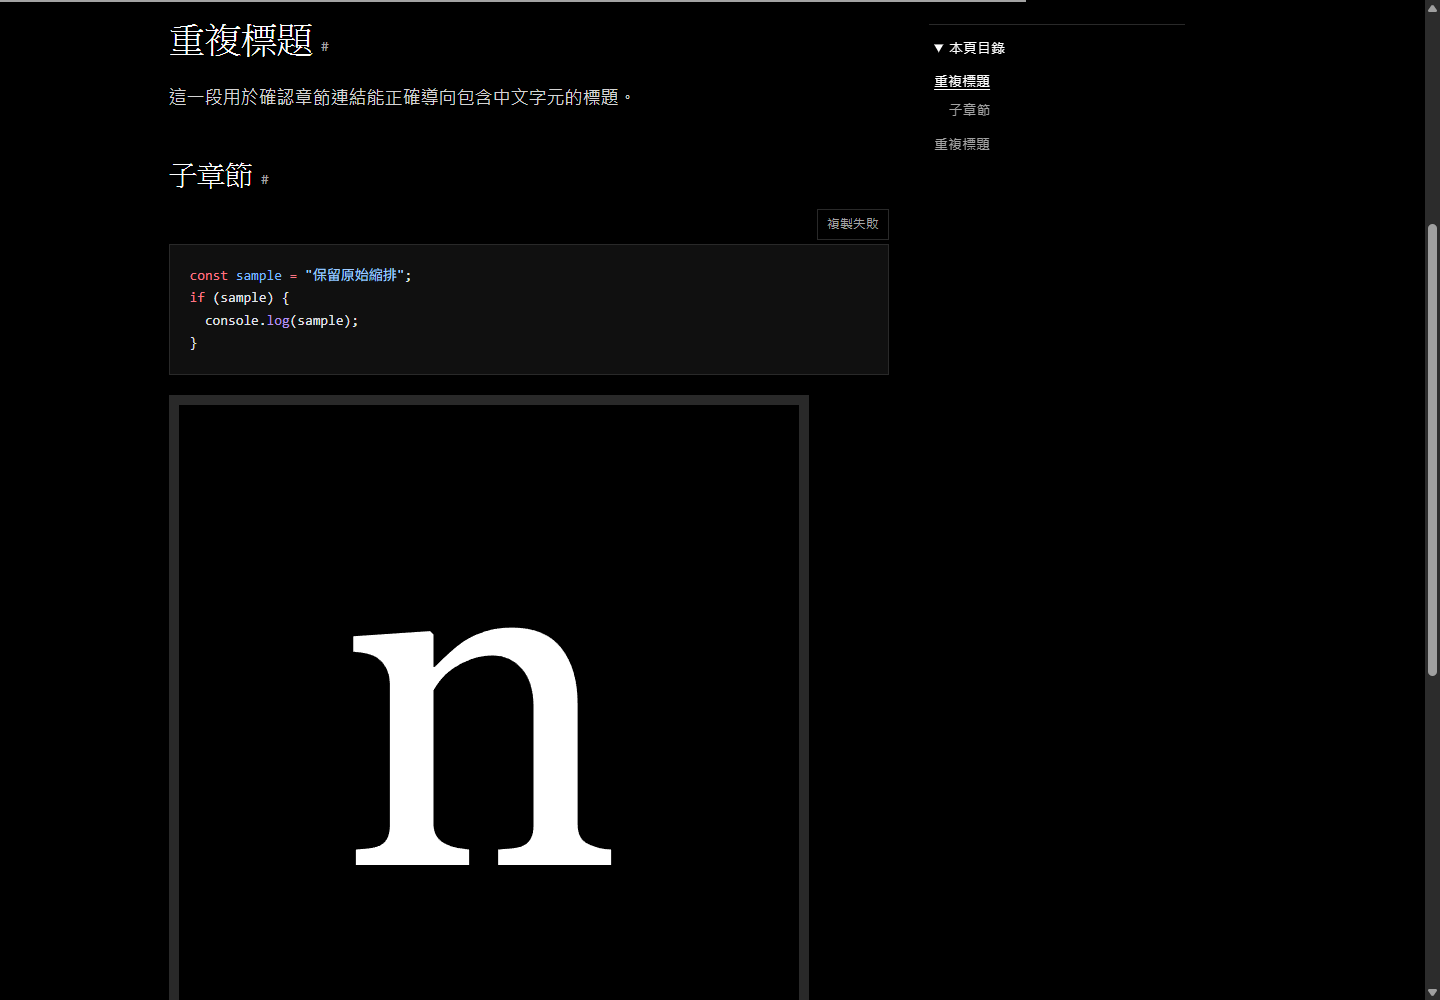 重複標題 #
這一段用於確認章節連結能正確導向包含中文字元的標題。
子章節 #
複製失敗
const sample = "保留原始縮排";
if (sample) {
  console.log(sample);
}
n
▼ 本頁目錄
重複標題
子章節
重複標題